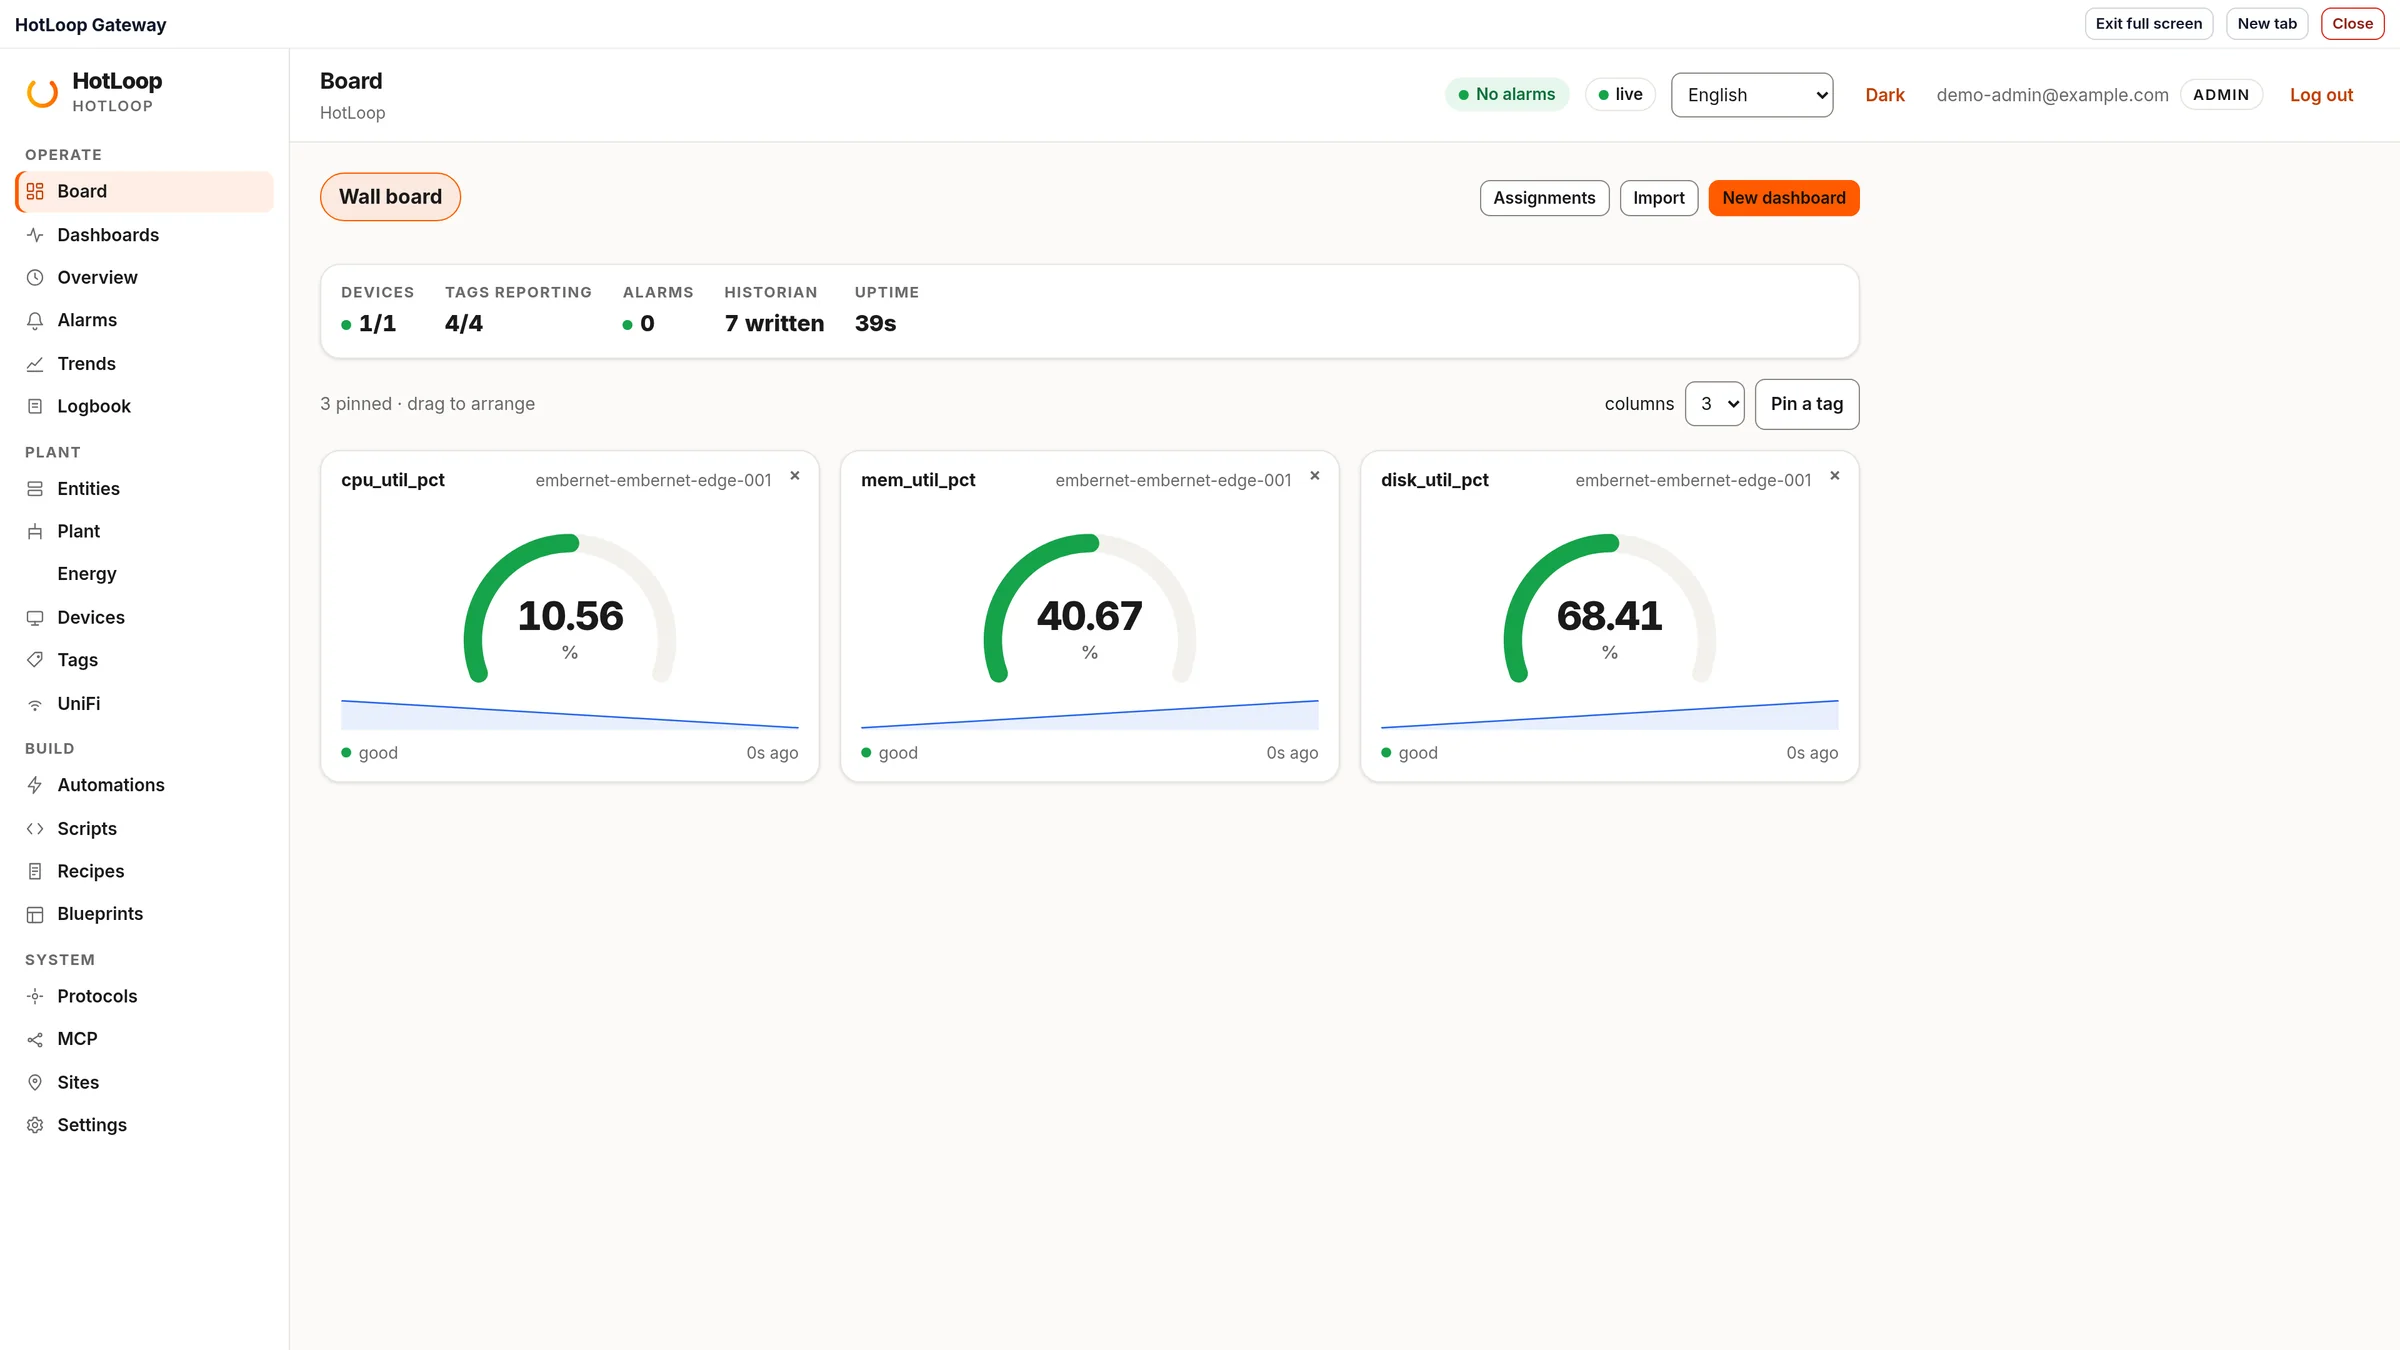 HotLoop Gateway
Exit full screen
New tab
Close
HotLoop
HOTLOOP
OPERATE
Board
Dashboards
Overview
Alarms
Trends
Logbook
PLANT
Entities
Plant
Energy
Devices
Tags
UniFi
BUILD
Automations
Scripts
Recipes
Blueprints
SYSTEM
Protocols
MCP
Sites
Settings
Board
HotLoop
No alarms
live
English
Dark
demo-admin@example.com
ADMIN
Log out
Wall board
Assignments
Import
New dashboard
DEVICES
1/1
TAGS REPORTING
4/4
ALARMS
0
HISTORIAN
7 written
UPTIME
39s
3 pinned · drag to arrange
columns
3
Pin a tag
cpu_util_pct
embernet-embernet-edge-001
×
10.56
%
good
0s ago
mem_util_pct
embernet-embernet-edge-001
×
40.67
%
good
0s ago
disk_util_pct
embernet-embernet-edge-001
×
68.41
%
good
0s ago